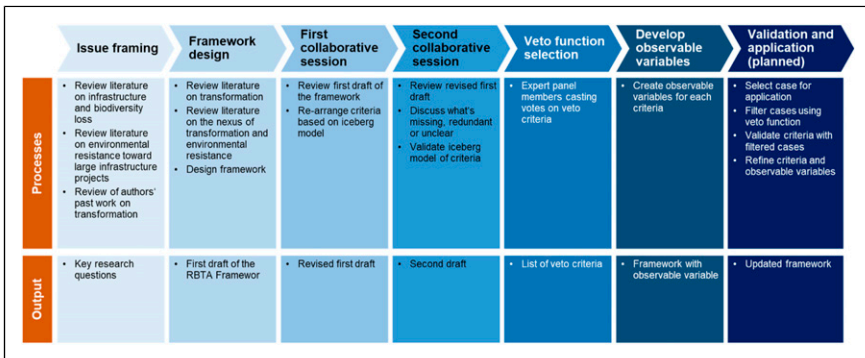 Issue framing
Framework
design
First
collaborative
session
Second
collaborative
session
Veto function
selection
Develop
observable
variables
Validation and
application
(planned)
Processes
• Review literature
on infrastructure
and biodiversity
loss
• Review literature
on environmental
resistance toward
large infrastructure
projects
• Review of authors'
past work on
transformation
• Review literature
on transformation
• Review literature
on the nexus of
transformation and
environmental
resistance
• Design framework
• Review first draft of
the framework
• Re-arrange criteria
based on iceberg
model
• Review revised first
draft
• Discuss what's
missing, redundant
or unclear
• Validate iceberg
model of criteria
• Expert panel
members casting
votes on veto
criteria
• Create observable
variables for each
criteria
• Select case for
application
• Filter cases using
veto function
• Validate criteria with
filtered cases
• Refine criteria and
observable variables
Output
• Key research
questions
• First draft of the
RBTA Framewor
• Revised first draft
• Second draft
• List of veto criteria
• Framework with
observable variable
• Updated framework